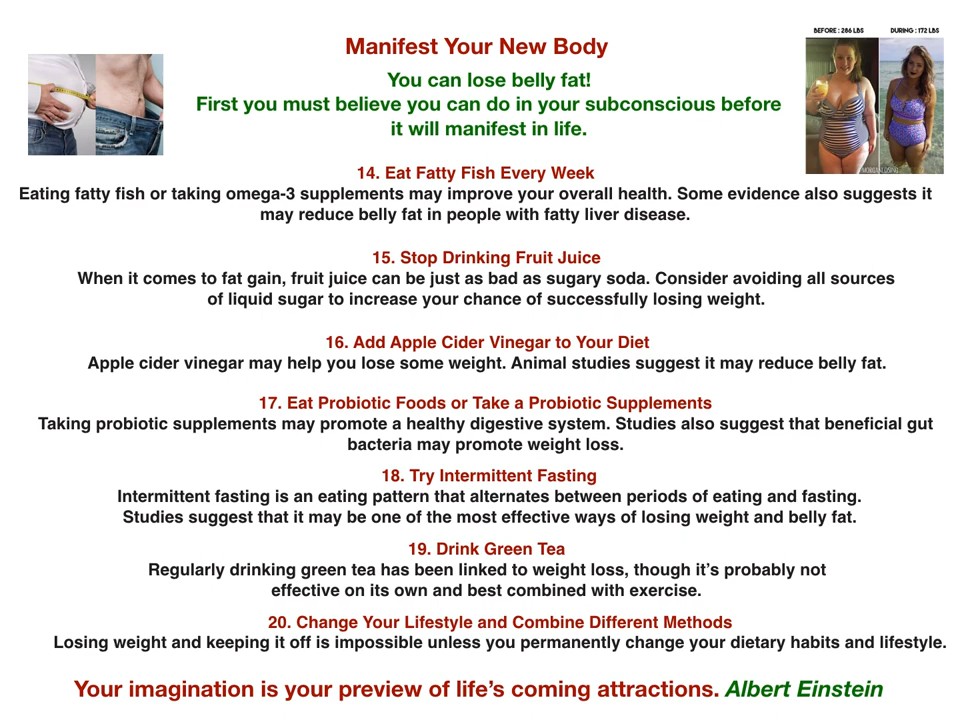 BEFORE : 286 LBS
DURING : 172 LBS
Manifest Your New Body
You can lose belly fat!
First you must believe you can do in your subconscious before
it will manifest in life.
14. Eat Fatty Fish Every Week
Eating fatty fish or taking omega-3 supplements may improve your overall health. Some evidence also suggests it
may reduce belly fat in people with fatty liver disease.
15. Stop Drinking Fruit Juice
When it comes to fat gain, fruit juice can be just as bad as sugary soda. Consider avoiding all sources
of liquid sugar to increase your chance of successfully losing weight.
16. Add Apple Cider Vinegar to Your Diet
Apple cider vinegar may help you lose some weight. Animal studies suggest it may reduce belly fat.
17. Eat Probiotic Foods or Take a Probiotic Supplements
Taking probiotic supplements may promote a healthy digestive system. Studies also suggest that beneficial gut
bacteria may promote weight loss.
18. Try Intermittent Fasting
Intermittent fasting is an eating pattern that alternates between periods of eating and fasting.
Studies suggest that it may be one of the most effective ways of losing weight and belly fat.
19. Drink Green Tea
Regularly drinking green tea has been linked to weight loss, though it’s probably not
effective on its own and best combined with exercise.
20. Change Your Lifestyle and Combine Different Methods
Losing weight and keeping it off is impossible unless you permanently change your dietary habits and lifestyle.
Your imagination is your preview of life’s coming attractions. Albert Einstein